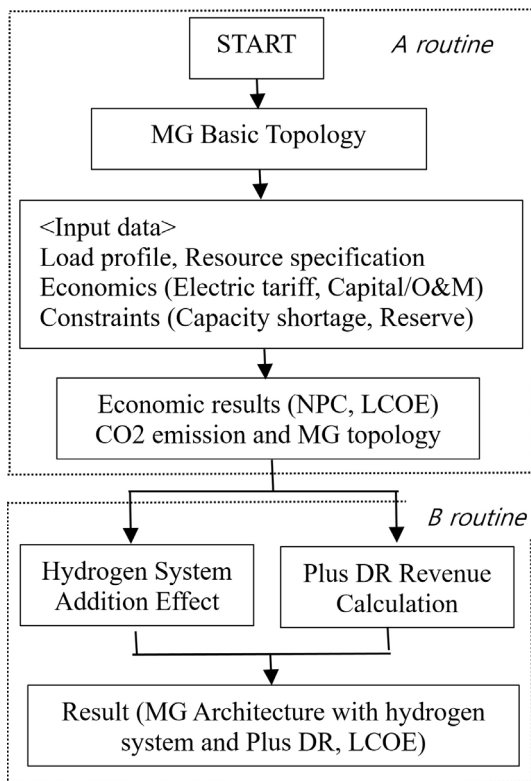 START
A routine
MG Basic Topology
<Input data>
Load profile, Resource specification
Economics (Electric tariff, Capital/O&M)
Constraints (Capacity shortage, Reserve)
Economic results (NPC, LCOE)
CO2 emission and MG topology
B routine
Hydrogen System
Addition Effect
Plus DR Revenue
Calculation
Result (MG Architecture with hydrogen
system and Plus DR, LCOE)